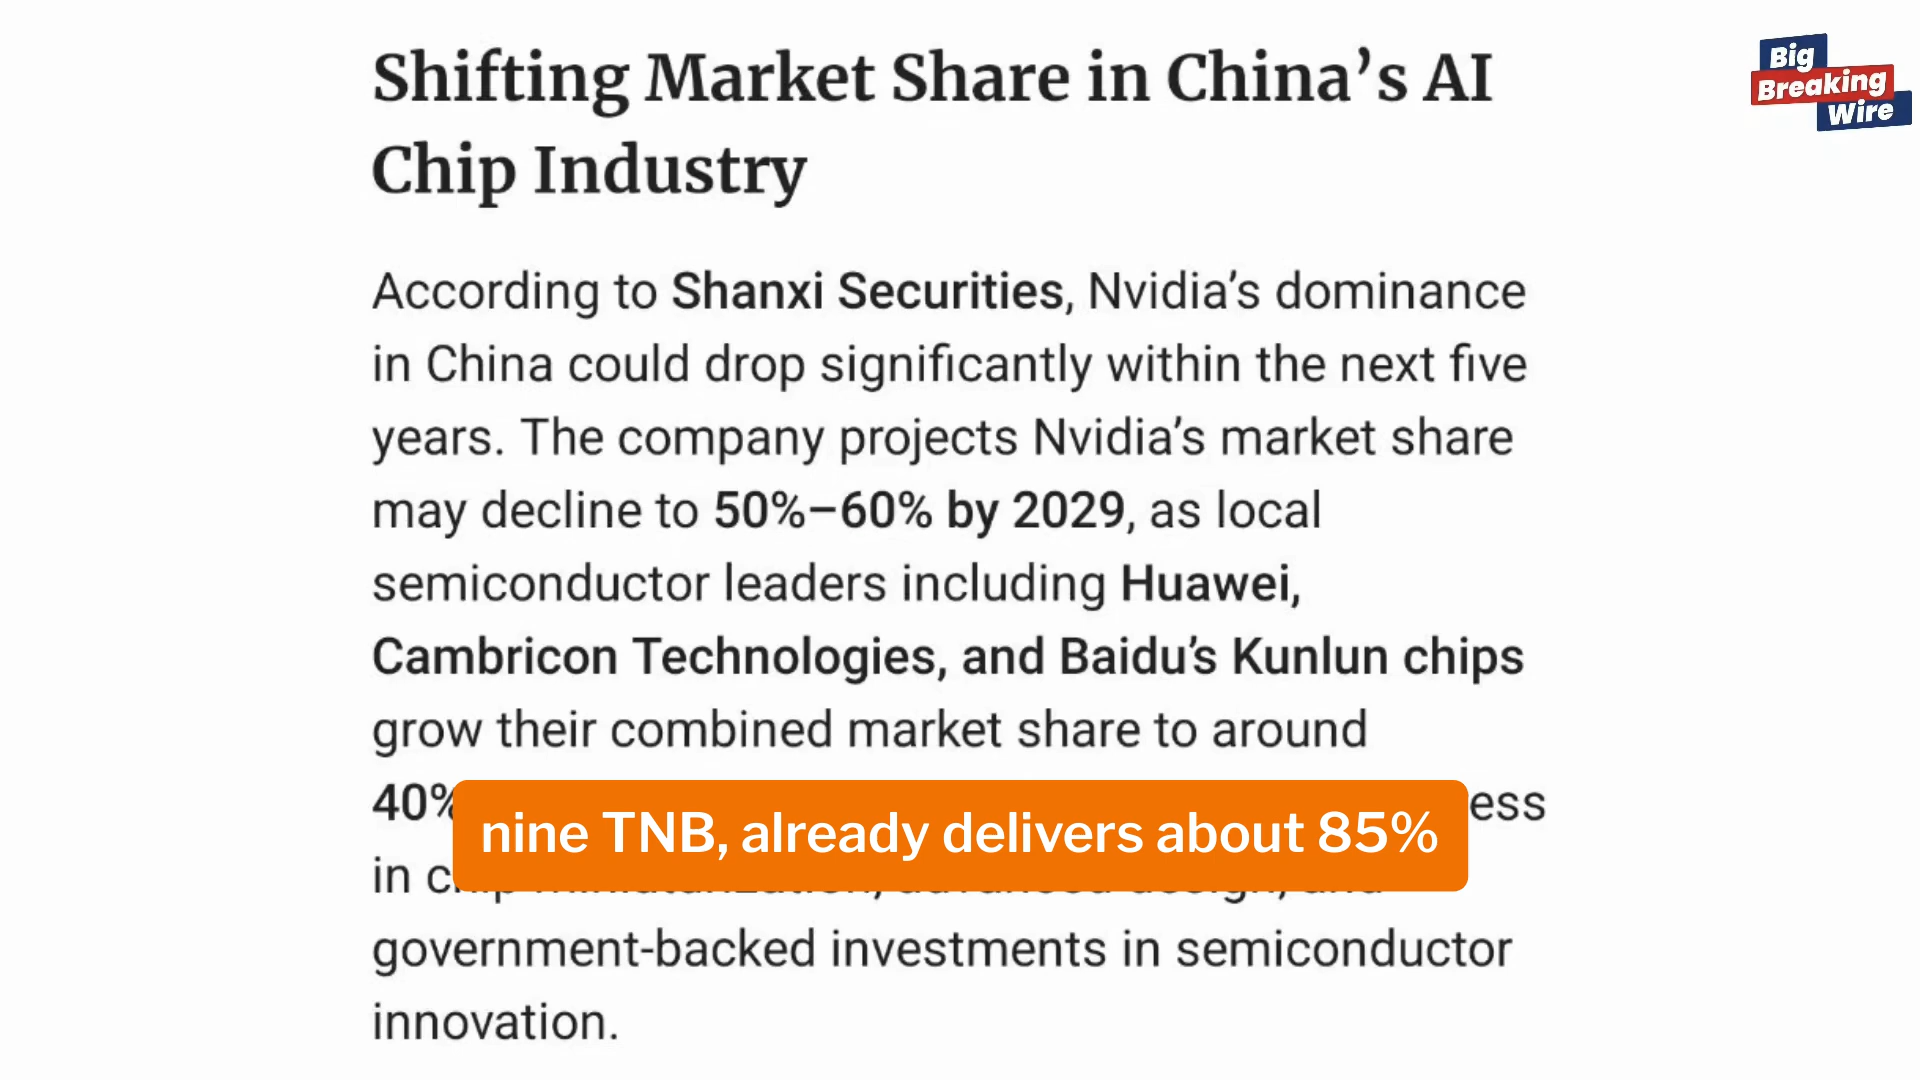 Shifting Market Share in China’s AI
Chip Industry
Big
Breaking
Wire
According to Shanxi Securities, Nvidia’s dominance
in China could drop significantly within the next five
years. The company projects Nvidia’s market share
may decline to 50%–60% by 2029, as local
semiconductor leaders including Huawei,
Cambricon Technologies, and Baidu’s Kunlun chips
grow their combined market share to around
40%
nine TNB, already delivers about 85%
in
government-backed investments in semiconductor
innovation.